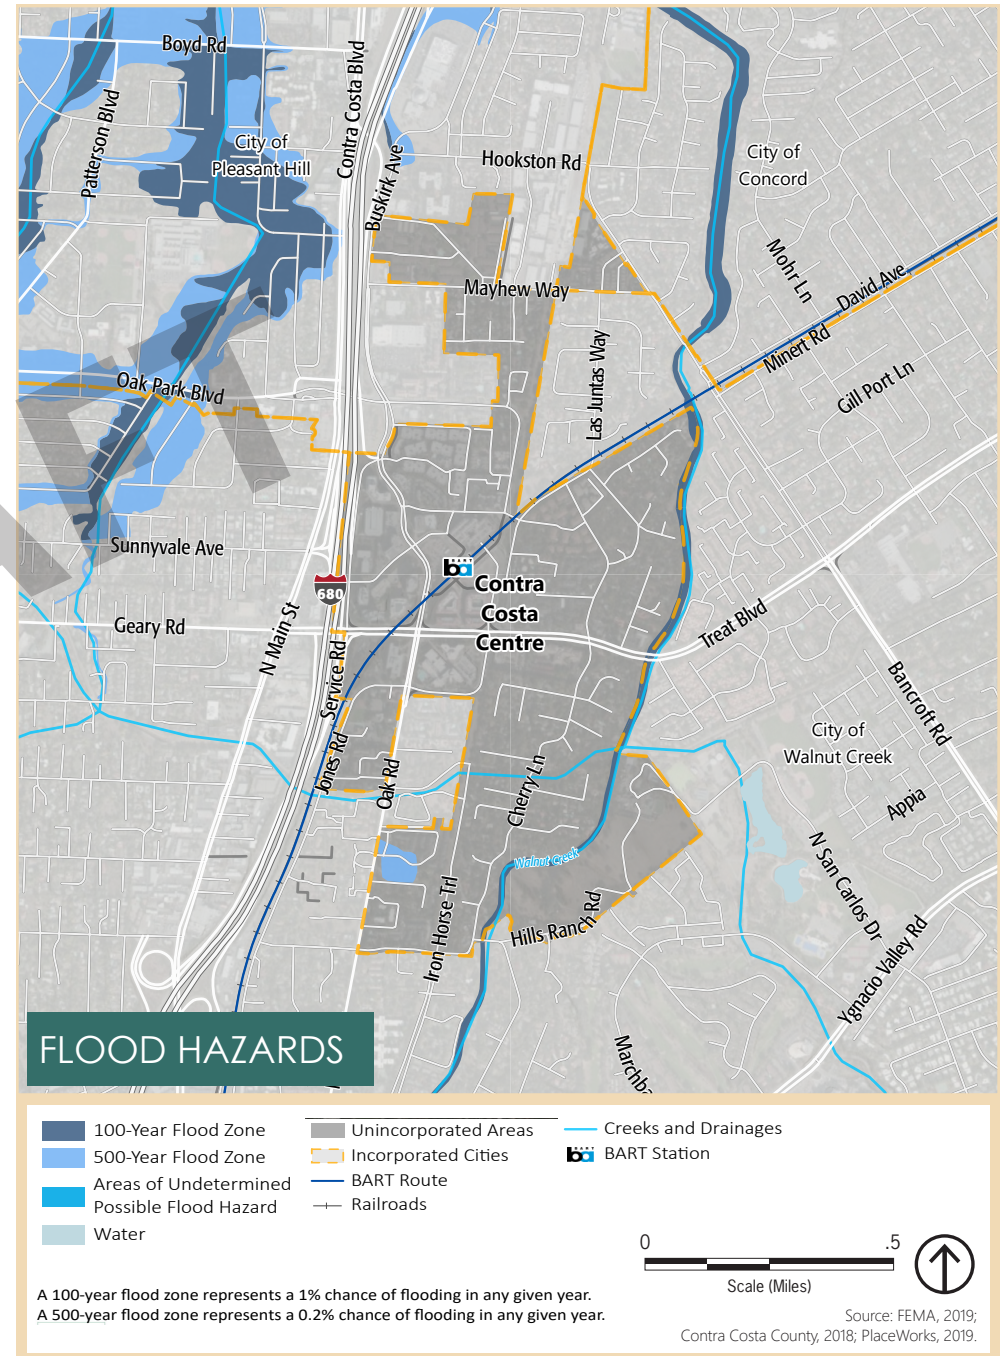 Boyd Rd
Contra Costa Blvd
Patterson Blvd
City of
Pleasant Hill
Buskirk Ave
Hookston Rd
City of
Concord
Mohr Ln
David Ave
Mayhew Way
Minert Rd
Las Juntas Way
Gill Port Ln
Oak Park Blvd
Sunnyvale Ave
BART
ba
Contra
Costa
Centre
680
Geary Rd
N Main St
Service Rd
Treat Blvd
Bancroft Rd
City of
Walnut Creek
Jones Rd
Oak Rd
Cherry Ln
Appia
N San Carlos Dr
Walnut Creek
Iron Horse Trl
Hills Ranch Rd
Ygnacio Valley Rd
FLOOD HAZARDS
100-Year Flood Zone
500-Year Flood Zone
Areas of Undetermined
Possible Flood Hazard
Water
Unincorporated Areas
Incorporated Cities
BART Route
Railroads
Creeks and Drainages
BART
ba
BART Station
0 .5
Scale (Miles)
A 100-year flood zone represents a 1% chance of flooding in any given year.
A 500-year flood zone represents a 0.2% chance of flooding in any given year.
Source: FEMA, 2019;
Contra Costa County, 2018; PlaceWorks, 2019.